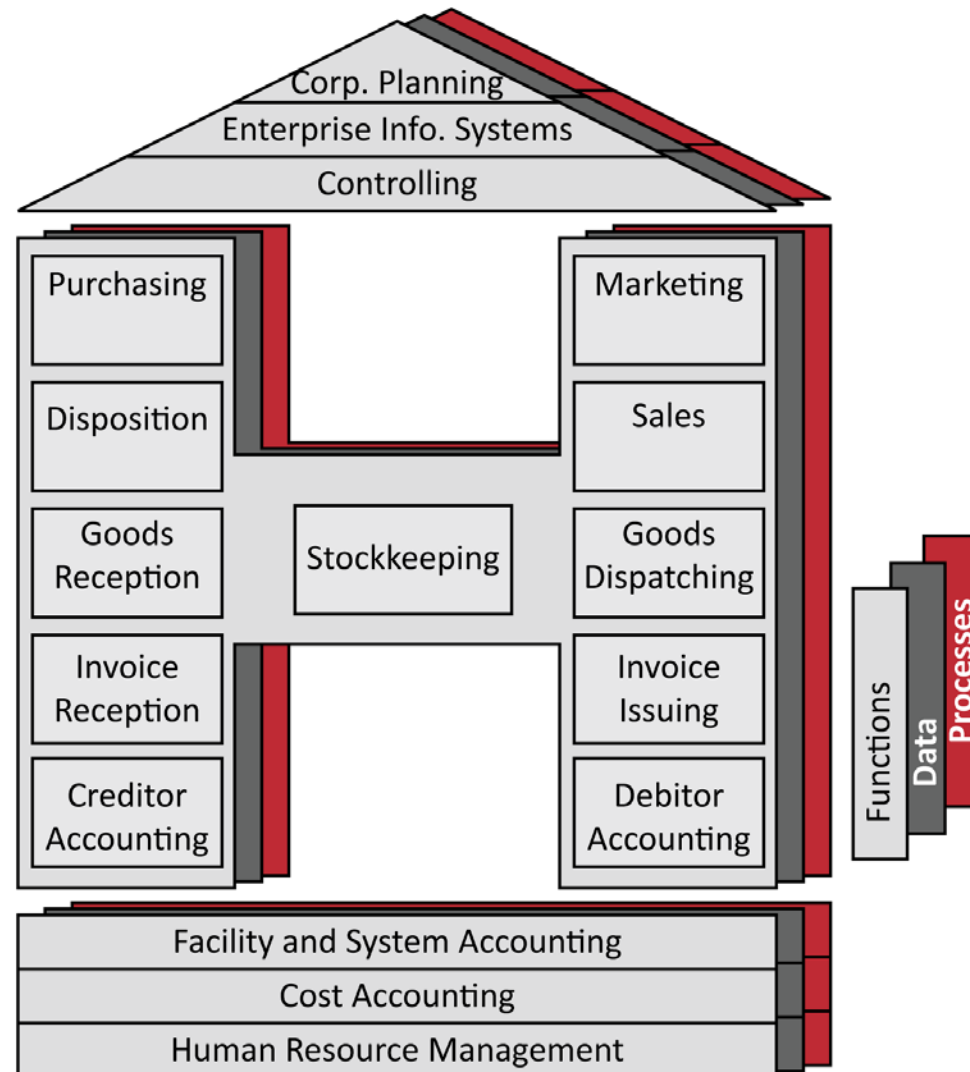 Corp. Planning
Enterprise Info. Systems
Controlling
Purchasing
Disposition
Goods
Reception
Invoice
Reception
Creditor
Accounting
Stockkeeping
Marketing
Sales
Goods
Dispatching
Invoice
Issuing
Debitor
Accounting
Functions
Data
Processes
Facility and System Accounting
Cost Accounting
Human Resource Management